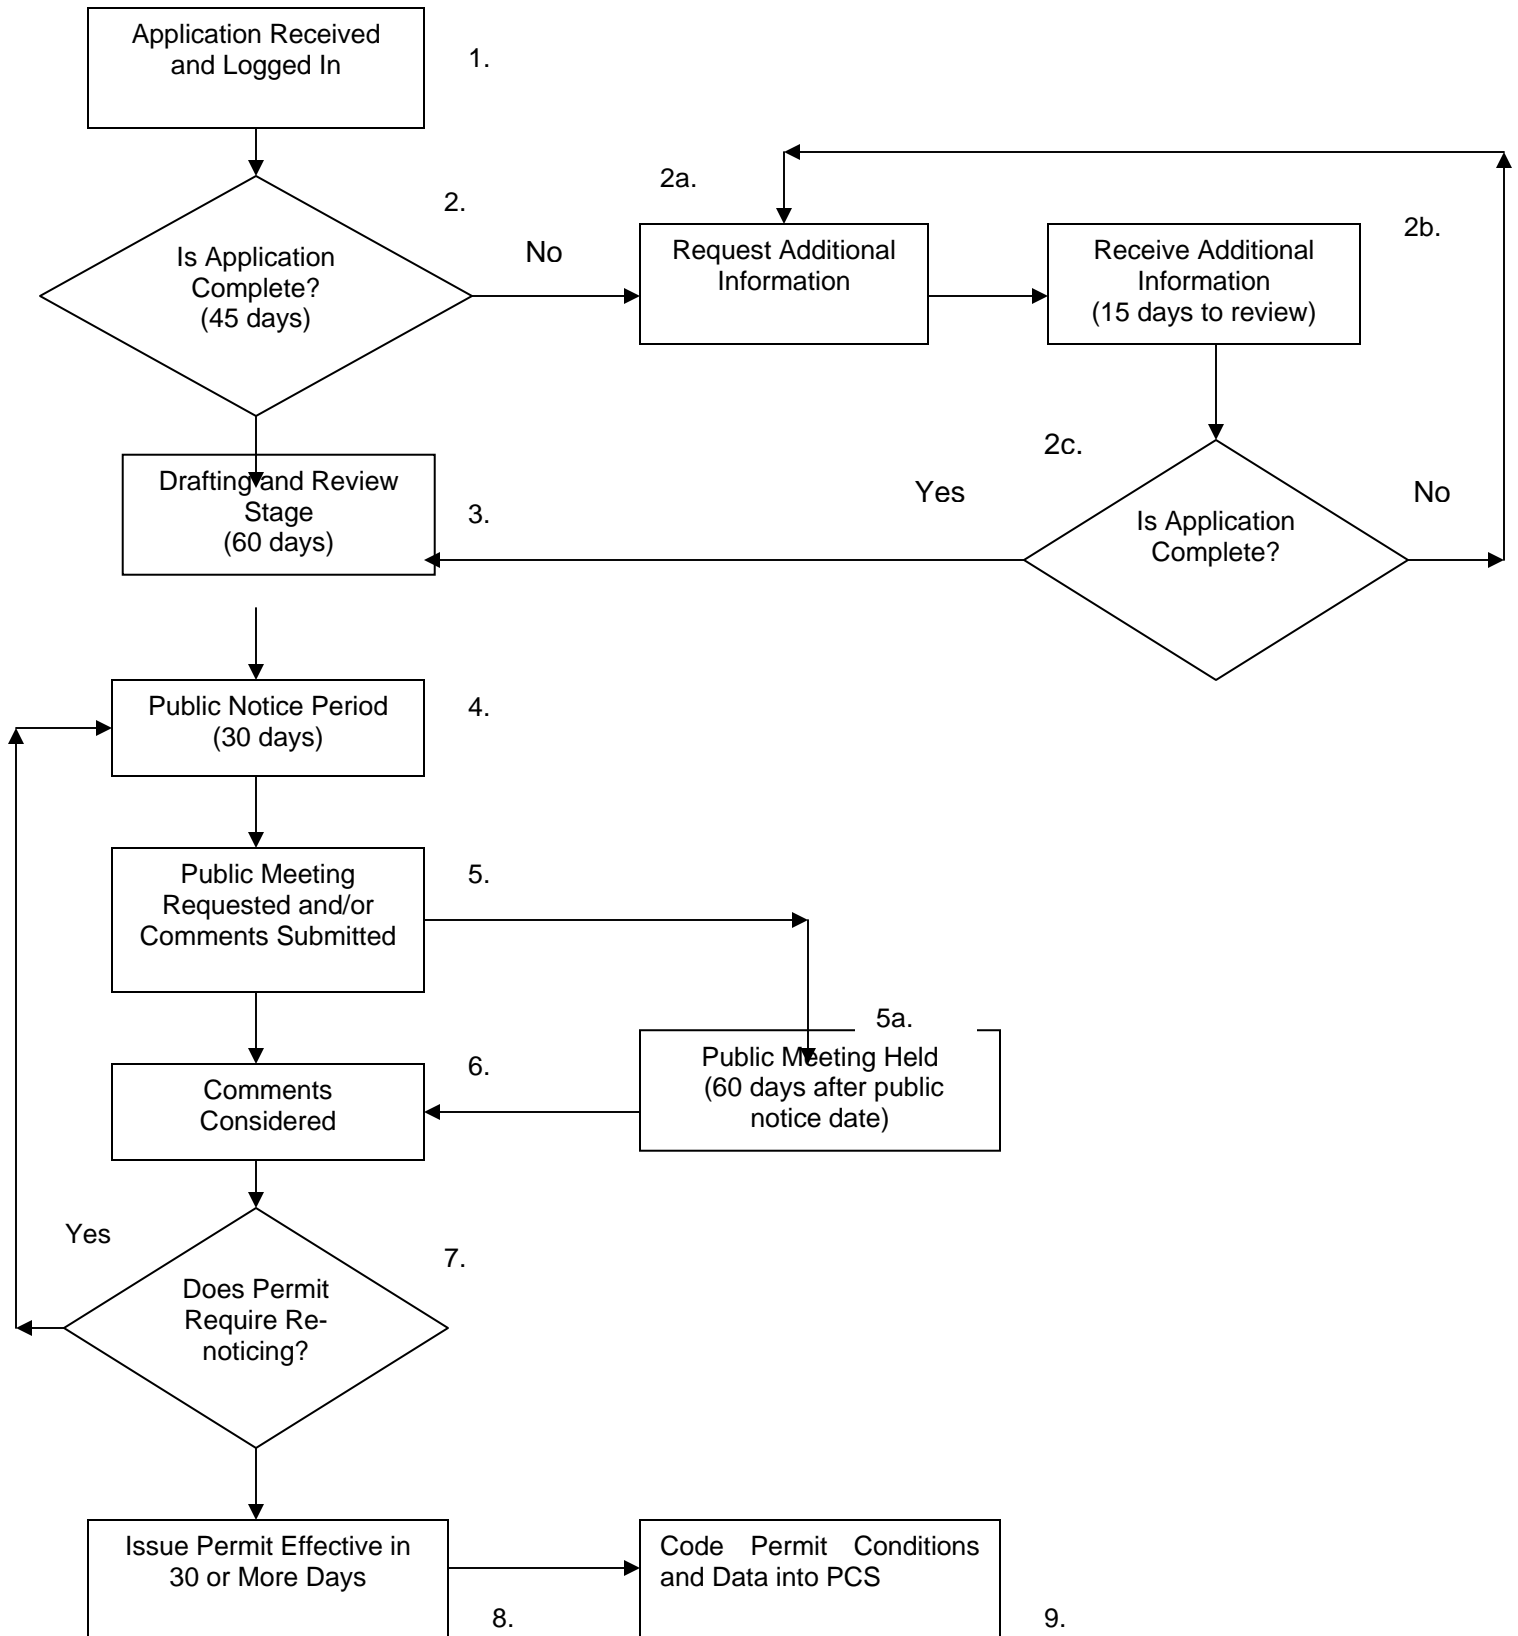 Application Received
and Logged In
1.
2.
Is Application
Complete?
(45 days)
No
2a.
Request Additional
Information
2b.
Receive Additional
Information
(15 days to review)
2c.
Yes
No
Is Application
Complete?
Drafting and Review
Stage
(60 days)
3.
Public Notice Period
(30 days)
4.
Public Meeting
Requested and/or
Comments Submitted
5.
5a.
Public Meeting Held
(60 days after public
notice date)
Comments
Considered
6.
Yes
7.
Does Permit
Require Re-
noticing?
Issue Permit Effective in
30 or More Days
8.
Code Permit Conditions
and Data into PCS
9.